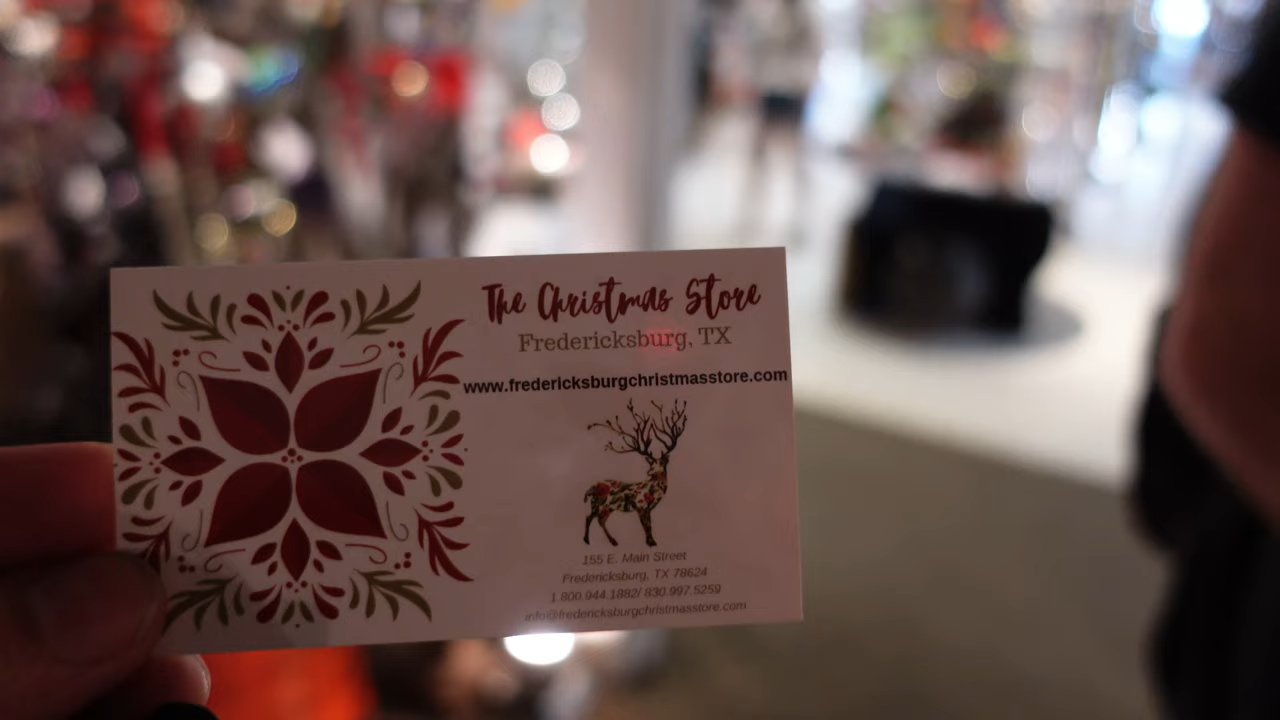 The Christmas Store
Fredericksburg, TX
www.fredericksburgchristmasstore.com
155 E. Main Street
Fredericksburg, TX 78624
1 800.944.1882/ 830.997.5259
info@fredericksburgchristmasstore.com